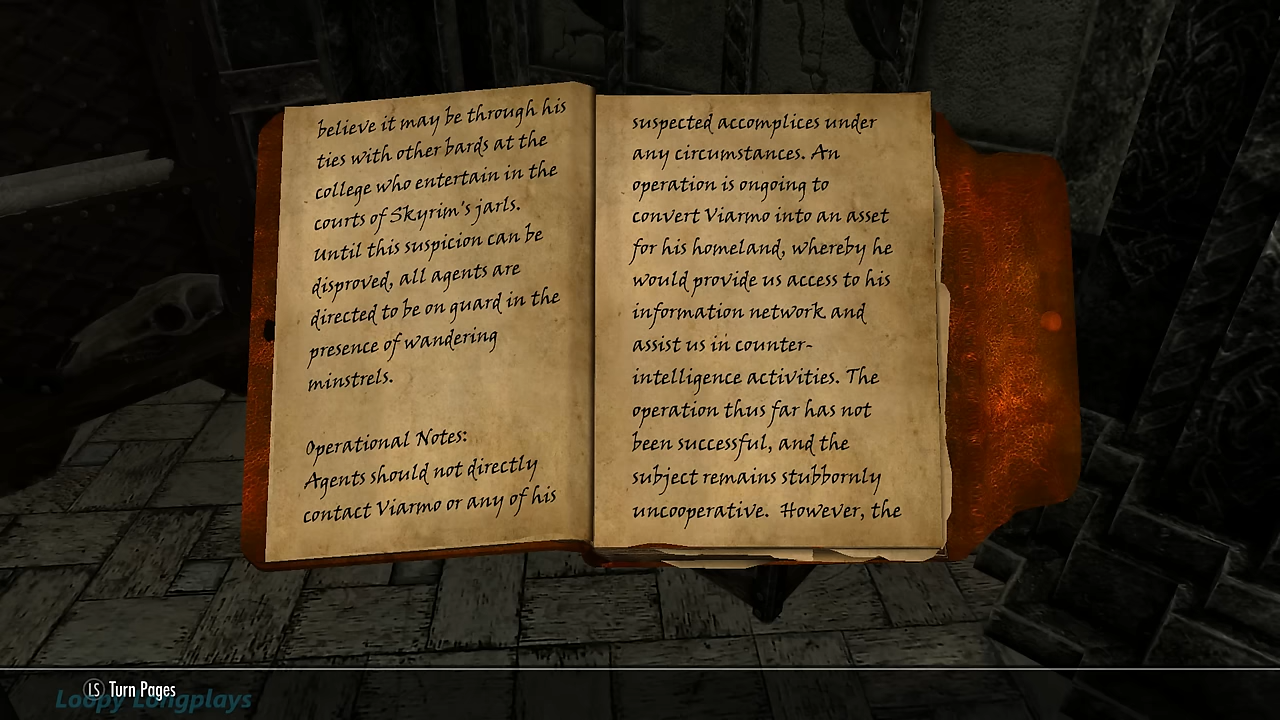 believe it may be through his
ties with other bards at the
college who entertain in the
courts of Skyrim's jarls.
Until this suspicion can be
disproved, all agents are
directed to be on guard in the
presence of wandering
minstrels.
Operational Notes:
Agents should not directly
contact Viarmo or any of his
suspected accomplices under
any circumstances. An
operation is ongoing to
convert Viarmo into an asset
for his homeland, whereby he
would provide us access to his
information network and
assist us in counter-
intelligence activities. The
operation thus far has not
been successful, and the
subject remains stubbornly
uncooperative. However, the
LS Turn Pages
Loopy Longplays